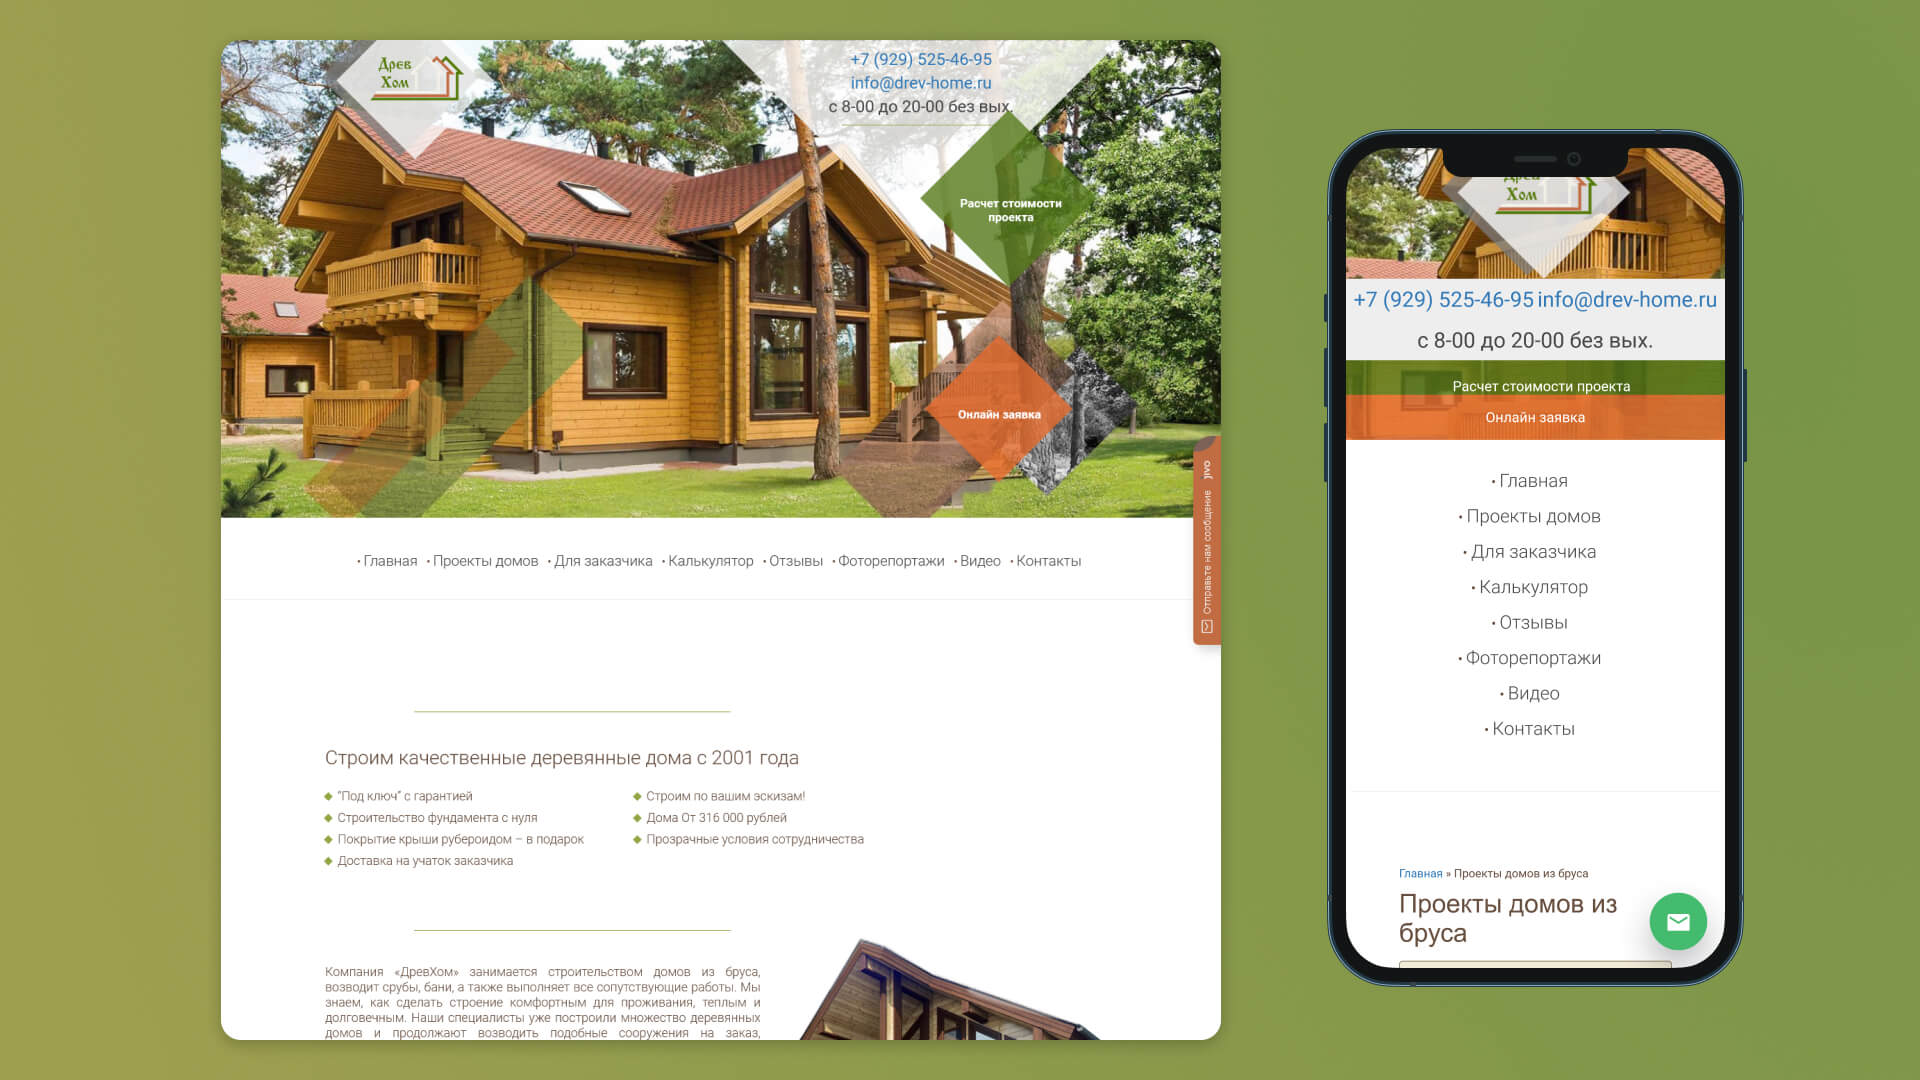 Древ
Хом
+7 (929) 525-46-95
info@drev-home.ru
с 8-00 до 20-00 без вых.
Расчет стоимости
проекта
Онлайн заявка
jivo
Отправьте нам сообщение
• Главная • Проекты домов • Для заказчика • Калькулятор • Отзывы • Фоторепортажи • Видео • Контакты
Строим качественные деревянные дома с 2001 года
“Под ключ” с гарантией
Строительство фундамента с нуля
Покрытие крыши рубероидом – в подарок
Доставка на учаток заказчика
Строим по вашим эскизам!
Дома От 316 000 рублей
Прозрачные условия сотрудничества
Компания «ДревХом» занимается строительством домов из бруса,
возводит срубы, бани, а также выполняет все сопутствующие работы. Мы
знаем, как сделать строение комфортным для проживания, теплым и
долговечным. Наши специалисты уже построили множество деревянных
домов и продолжают возводить подобные сооружения на заказ,
Древ
Хом
+7 (929) 525-46-95 info@drev-home.ru
с 8-00 до 20-00 без вых.
Расчет стоимости проекта
Онлайн заявка
• Главная
• Проекты домов
• Для заказчика
• Калькулятор
• Отзывы
• Фоторепортажи
• Видео
• Контакты
Главная » Проекты домов из бруса
Проекты домов из
бруса